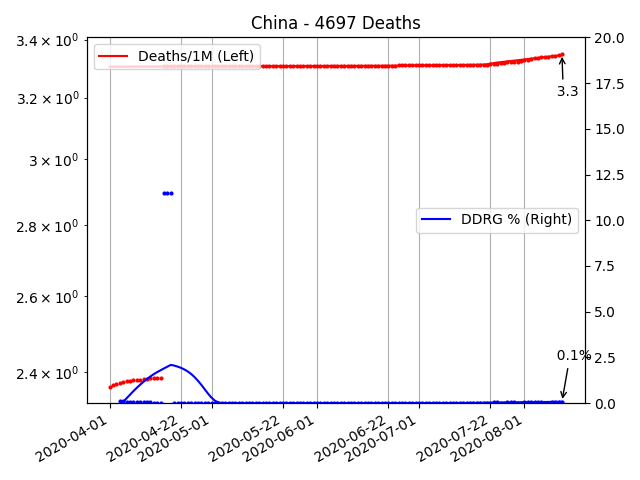 China - 4697 Deaths
3.4 × 10⁰
3.2 × 10⁰
3 × 10⁰
2.8 × 10⁰
2.6 × 10⁰
2.4 × 10⁰
Deaths/1M (Left)
DDRG % (Right)
3.3
0.1%
20.0
17.5
15.0
12.5
10.0
7.5
5.0
2.5
0.0
2020-04-01
2020-04-22
2020-05-01
2020-05-22
2020-06-01
2020-06-22
2020-07-01
2020-07-22
2020-08-01